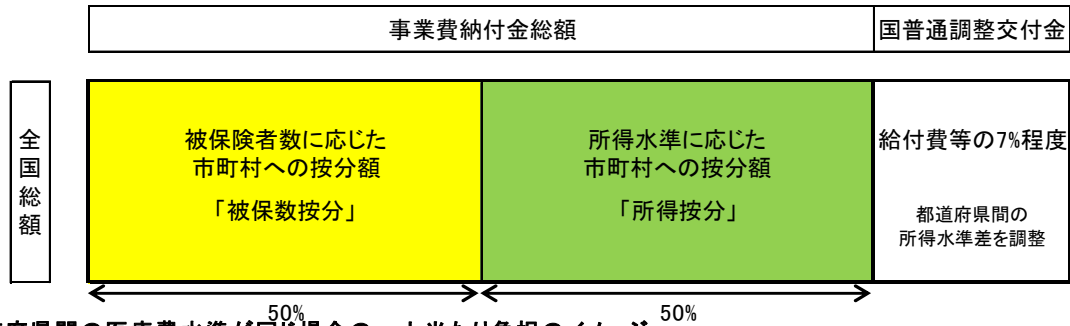 事業費納付金総額
国普通調整交付金
全国総額
被保険者数に応じた
市町村への按分額
「被保数按分」
所得水準に応じた
市町村への按分額
「所得按分」
給付費等の7%程度
都道府県間の
所得水準差を調整
50%
50%